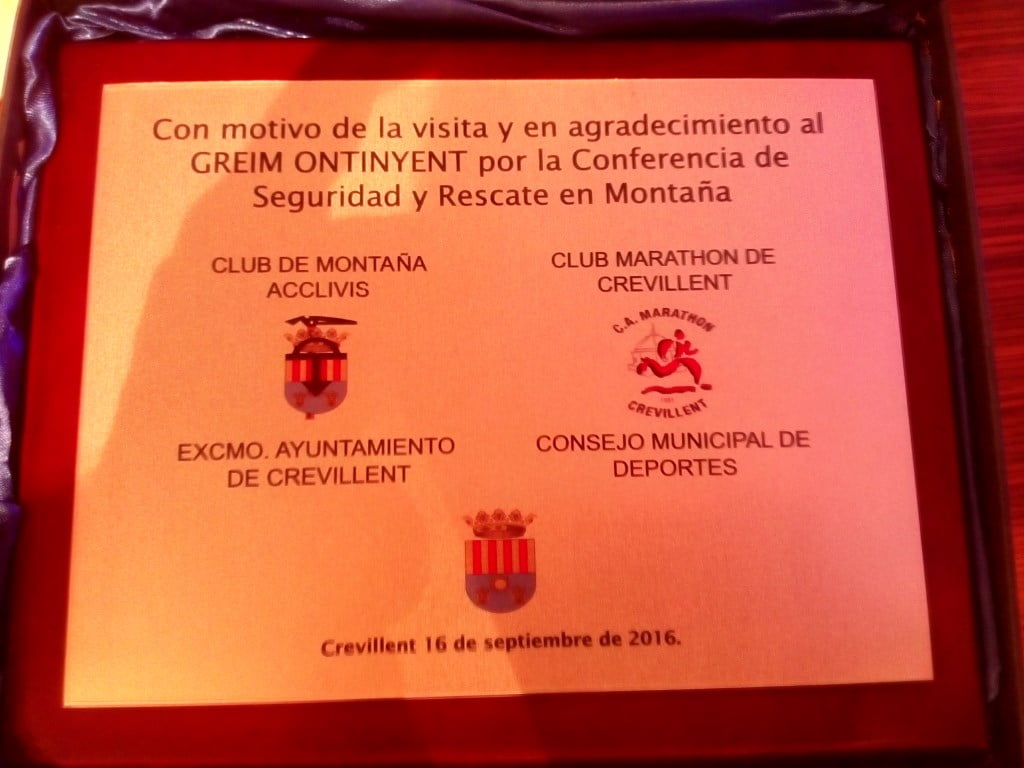 Con motivo de la visita y en agradecimiento al
GREIM ONTINYENT por la Conferencia de
Seguridad y Rescate en Montaña
CLUB DE MONTAÑA
ACCLIVIS
CLUB MARATHON DE
CREVILLENT
C.A. MARATHON
CREVILLENT
EXCMO. AYUNTAMIENTO
DE CREVILLENT
CONSEJO MUNICIPAL DE
DEPORTES
Crevillent 16 de septiembre de 2016.